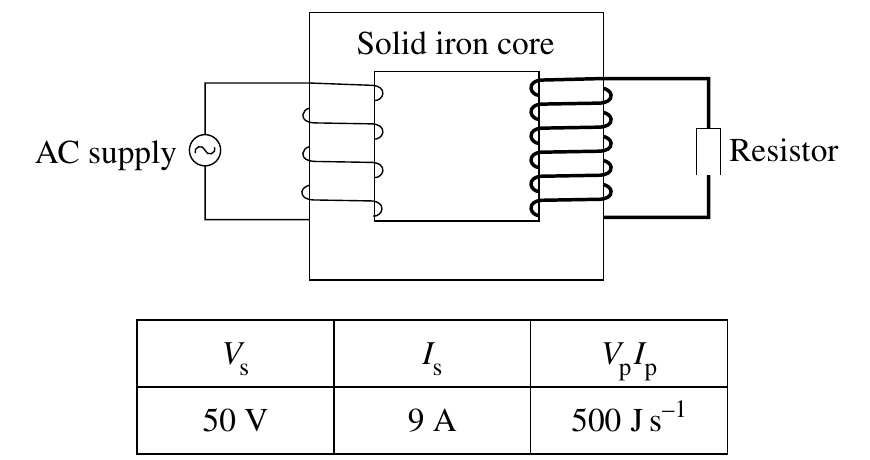 Solid iron core
AC supply
Resistor
Vs Is VpIp
50 V 9 A 500 J s⁻¹